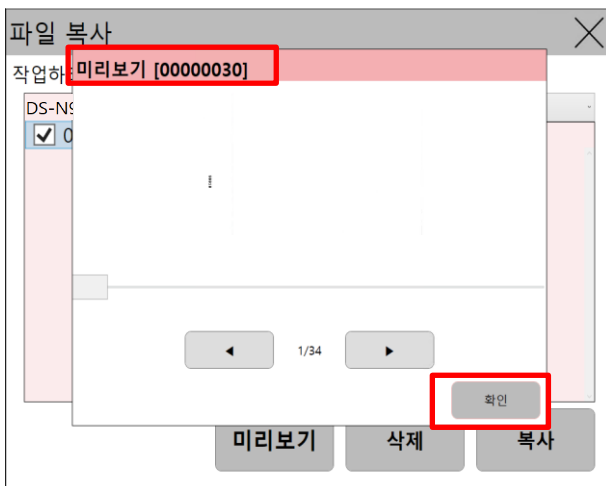 파일 복사
미리보기 [00000030]
작업하
DS-N9
0
◀ 1/34 ▶
확인
미리보기 삭제 복사